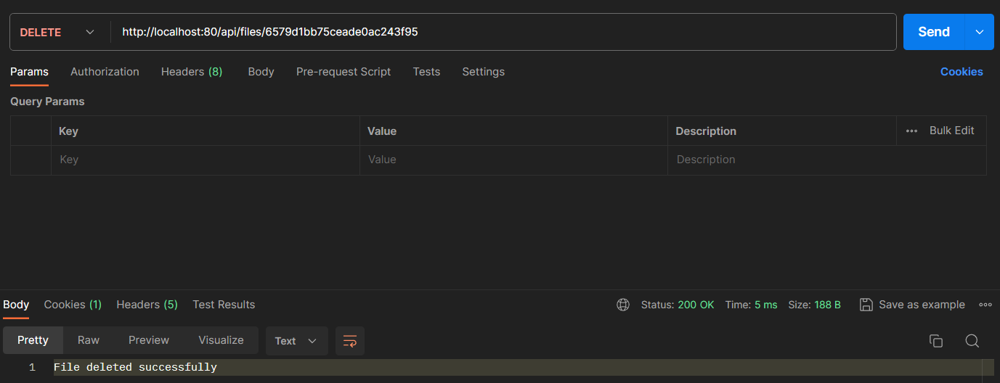 DELETE http://localhost:80/api/files/6579d1bb75ceade0ac243f95 Send
Params Authorization Headers (8) Body Pre-request Script Tests Settings Cookies
Query Params
Key Value Description Bulk Edit
Key Value Description
Body Cookies (1) Headers (5) Test Results Status: 200 OK Time: 5 ms Size: 188 B Save as example
Pretty Raw Preview Visualize Text
1 File deleted successfully